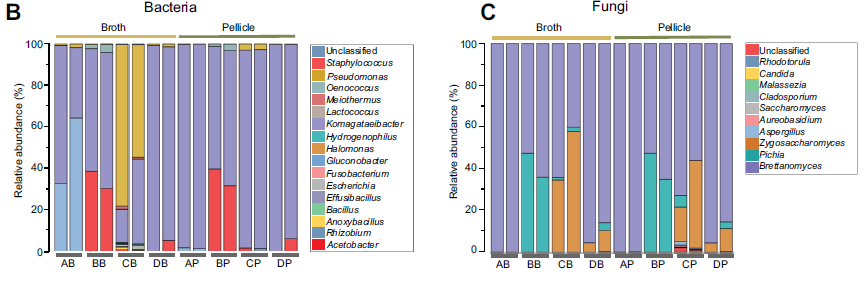 B
Bacteria
Broth
Pellicle
Relative abundance (%)
100
80
60
40
20
0
AB
BB
CB
DB
AP
BP
CP
DP
Unclassified
Staphylococcus
Pseudomonas
Oenococcus
Meiothermus
Lactococcus
Komagataeibacter
Hydrogenophilus
Halomonas
Gluconobacter
Fusobacterium
Escherichia
Effusibacillus
Bacillus
Anoxybacillus
Rhizobium
Acetobacter
C
Fungi
Broth
Pellicle
Relative abundance (%)
100
80
60
40
20
0
AB
BB
CB
DB
AP
BP
CP
DP
Unclassified
Rhodotorula
Candida
Malassezia
Cladosporium
Saccharomyces
Aureobasidium
Aspergillus
Zygosaccharomyces
Pichia
Brettanomyces